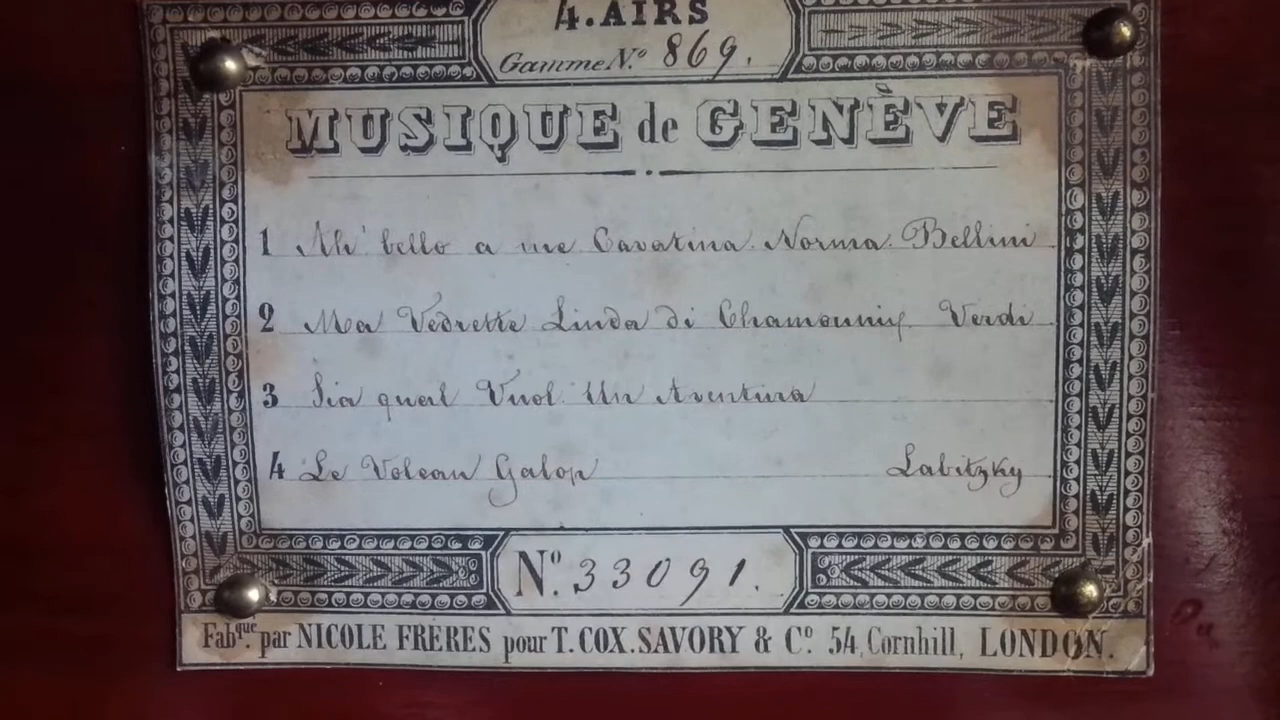 4. AIRS
Gamme No. 869.
MUSIQUE de GENÈVE
1 Ah' bello a me Cavatina. Norma. Bellini
2 Ma Vedrette Linda di Chamouny Verdi
3 Sia qual Vuol Un Aventura
4 Le Volcan Galop Labitzky
No. 33091.
Fabqué. par NICOLE FRÈRES pour T. COX. SAVORY & Co. 54, Cornhill, LONDON.